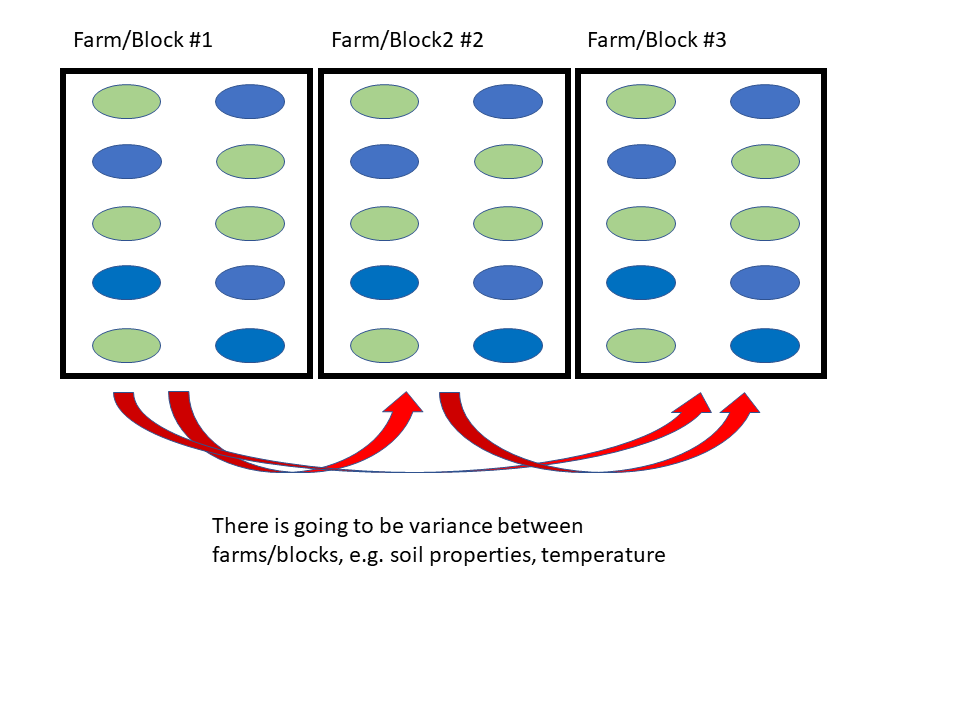 Farm/Block #1
Farm/Block2 #2
Farm/Block #3
There is going to be variance between
farms/blocks, e.g. soil properties, temperature